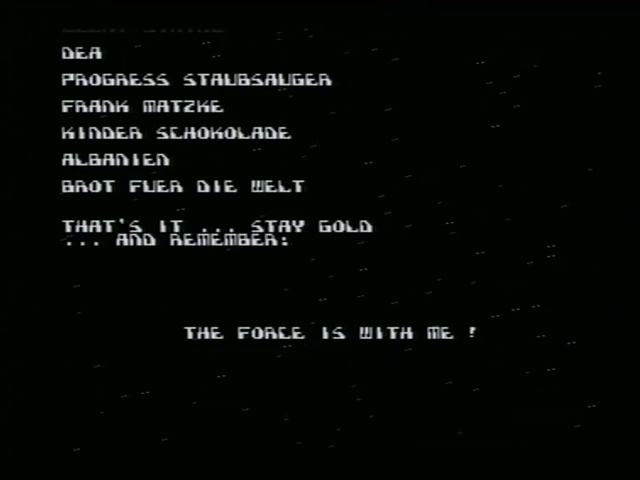 DEA
PROGRESS STAUBSAUGER
FRANK MATZKE
KINDER SCHOKOLADE
ALBANIEN
BROT FUER DIE WELT
THAT'S IT ... STAY GOLD
... AND REMEMBER:
THE FORCE IS WITH ME !